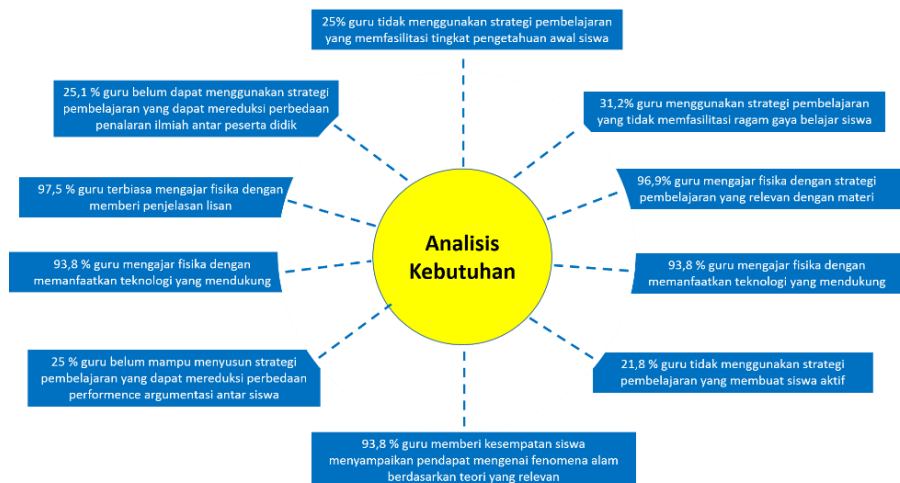 25% guru tidak menggunakan strategi pembelajaran
yang memfasilitasi tingkat pengetahuan awal siswa
25,1 % guru belum dapat menggunakan strategi
pembelajaran yang dapat mereduksi perbedaan
penalaran ilmiah antar peserta didik
31,2% guru menggunakan strategi pembelajaran
yang tidak memfasilitasi ragam gaya belajar siswa
97,5 % guru terbiasa mengajar fisika dengan
memberi penjelasan lisan
96,9% guru mengajar fisika dengan strategi
pembelajaran yang relevan dengan materi
Analisis
Kebutuhan
93,8 % guru mengajar fisika dengan
memanfaatkan teknologi yang mendukung
93,8 % guru mengajar fisika dengan
memanfaatkan teknologi yang mendukung
25 % guru belum mampu menyusun strategi
pembelajaran yang dapat mereduksi perbedaan
performence argumentasi antar siswa
21,8 % guru tidak menggunakan strategi
pembelajaran yang membuat siswa aktif
93,8 % guru memberi kesempatan siswa
menyampaikan pendapat mengenai fenomena alam
berdasarkan teori yang relevan